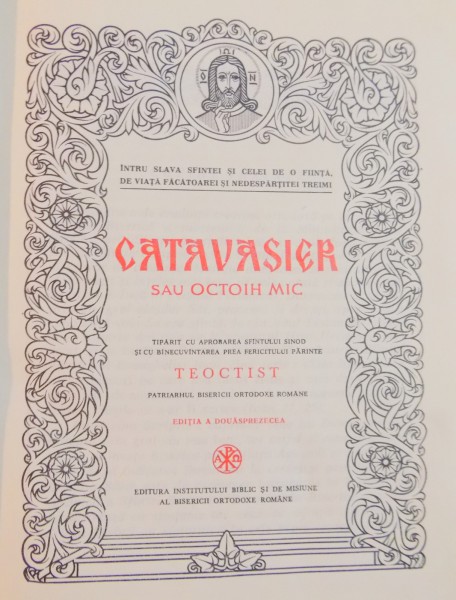 O N
ÎNTRU SLAVA SFINTEI ȘI CELEI DE O FIINȚĂ,
DE VIAȚĂ FĂCĂTOAREI ȘI NEDESPĂRȚITEI TREIMI
CATAVASIER
SAU OCTOIH MIC
TIPĂRIT CU APROBAREA SFÎNTULUI SINOD
ȘI CU BINECUVÎNTAREA PREA FERICITULUI PĂRINTE
TEOCTIST
PATRIARHUL BISERICII ORTODOXE ROMÂNE
EDIȚIA A DOUĂSPREZECEA
Α Ω
EDITURA INSTITUTULUI BIBLIC ȘI DE MISIUNE
AL BISERICII ORTODOXE ROMÂNE